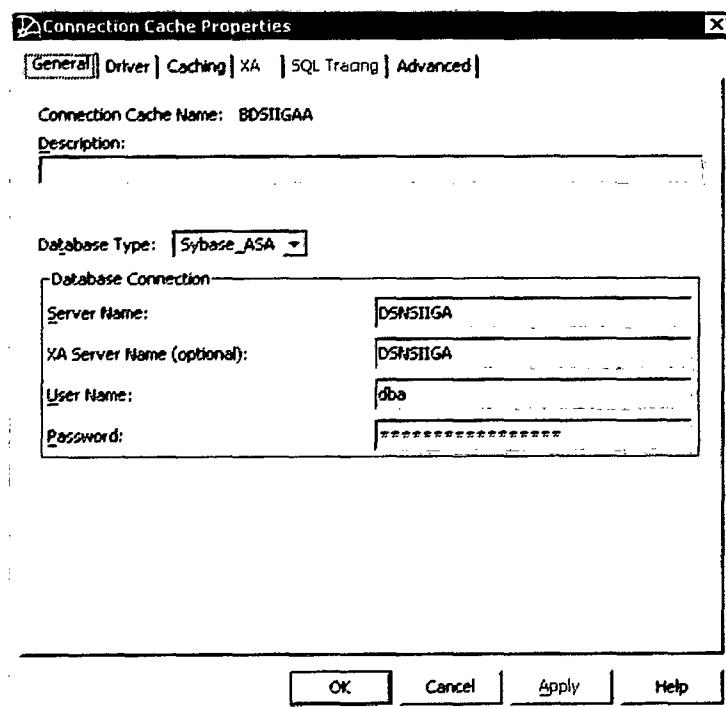 Connection Cache Properties
General Driver Caching XA SQL Tracing Advanced
Connection Cache Name: BDSIIGAA
Description:
Database Type: Sybase_ASA
Database Connection
Server Name: DSNSIIGA
XA Server Name (optional): DSNSIIGA
User Name: dba
Password: *****************
OK Cancel Apply Help